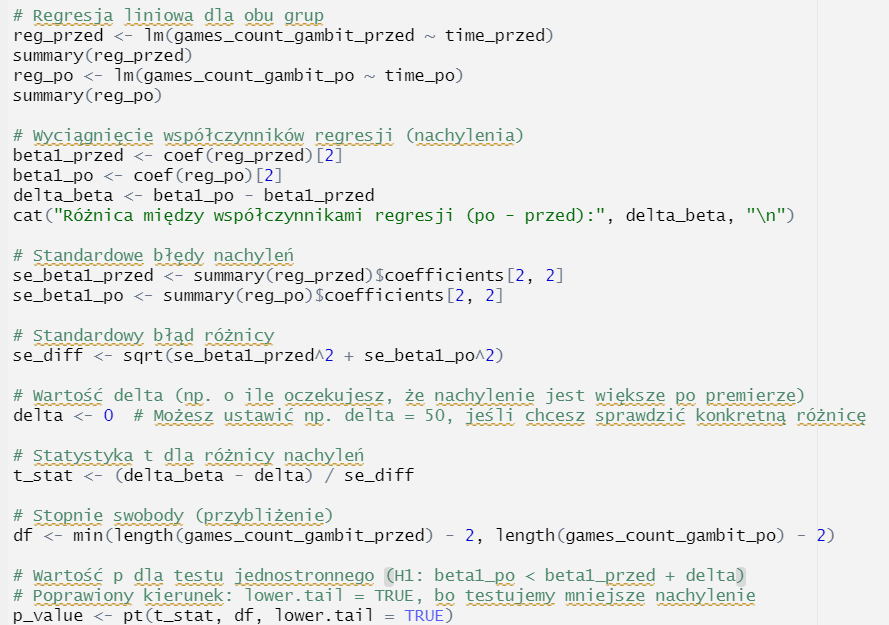 # Regresja liniowa dla obu grup
reg_przed <- lm(games_count_gambit_przed ~ time_przed)
summary(reg_przed)
reg_po <- lm(games_count_gambit_po ~ time_po)
summary(reg_po)
# Wyciągnięcie współczynników regresji (nachylenia)
beta1_przed <- coef(reg_przed)[2]
beta1_po <- coef(reg_po)[2]
delta_beta <- beta1_po - beta1_przed
cat("Różnica między współczynnikami regresji (po - przed):", delta_beta, "\n")
# Standardowe błędy nachyleń
se_beta1_przed <- summary(reg_przed)$coefficients[2, 2]
se_beta1_po <- summary(reg_po)$coefficients[2, 2]
# Standardowy błąd różnicy
se_diff <- sqrt(se_beta1_przed^2 + se_beta1_po^2)
# Wartość delta (np. o ile oczekujesz, że nachylenie jest większe po premierze)
delta <- 0  # Możesz ustawić np. delta = 50, jeśli chcesz sprawdzić konkretną różnicę
# Statystyka t dla różnicy nachyleń
t_stat <- (delta_beta - delta) / se_diff
# Stopnie swobody (przybliżenie)
df <- min(length(games_count_gambit_przed) - 2, length(games_count_gambit_po) - 2)
# Wartość p dla testu jednostronnego (H1: beta1_po < beta1_przed + delta)
# Poprawiony kierunek: lower.tail = TRUE, bo testujemy mniejsze nachylenie
p_value <- pt(t_stat, df, lower.tail = TRUE)